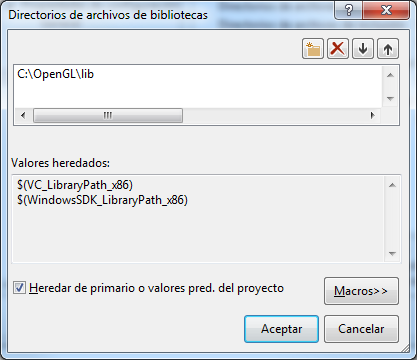 Directorios de archivos de bibliotecas
C:\OpenGL\lib
Valores heredados:
$(VC_LibraryPath_x86)
$(WindowsSDK_LibraryPath_x86)
Heredar de primario o valores pred. del proyecto
Macros>>
Aceptar
Cancelar